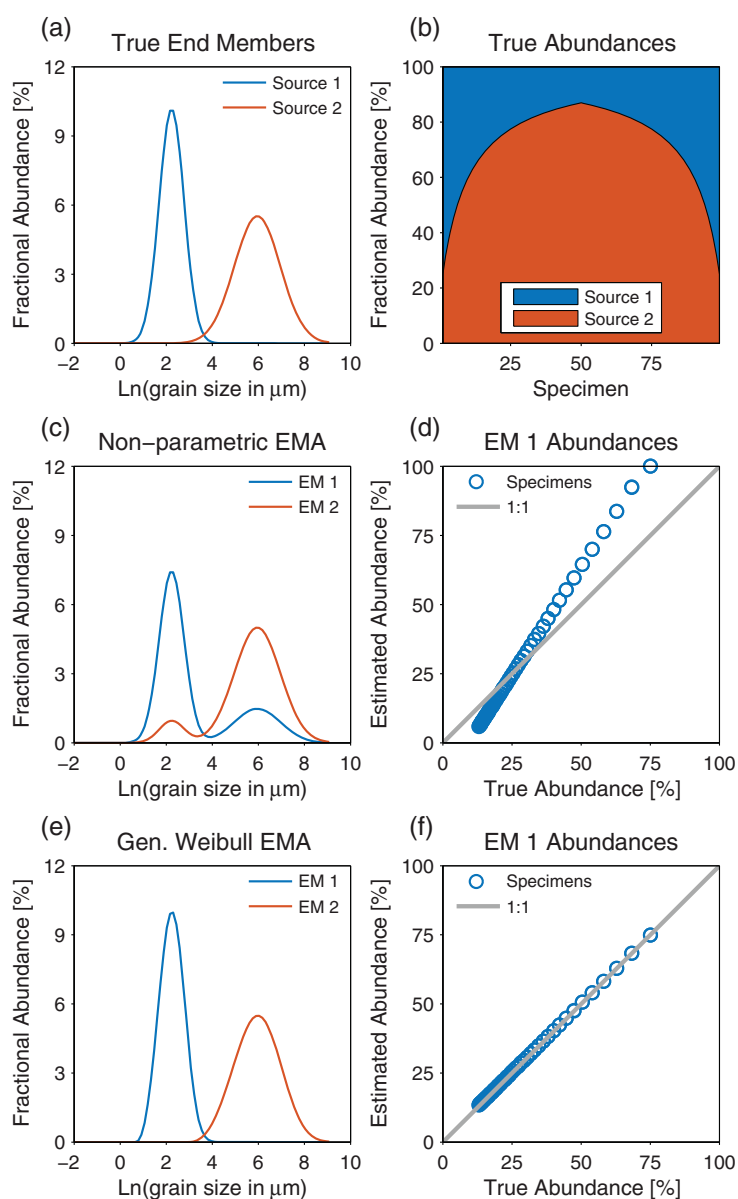 (a)
True End Members
12
9
6
3
0
Fractional Abundance [%]
Source 1
Source 2
−2 0 2 4 6 8 10
Ln(grain size in μm)
(b)
True Abundances
100
80
60
40
20
0
Fractional Abundance [%]
Source 1
Source 2
25 50 75
Specimen
(c)
Non−parametric EMA
12
9
6
3
0
Fractional Abundance [%]
EM 1
EM 2
−2 0 2 4 6 8 10
Ln(grain size in μm)
(d)
EM 1 Abundances
100
75
50
25
0
Estimated Abundance [%]
Specimens
1:1
0 25 50 75 100
True Abundance [%]
(e)
Gen. Weibull EMA
12
9
6
3
0
Fractional Abundance [%]
EM 1
EM 2
−2 0 2 4 6 8 10
Ln(grain size in μm)
(f)
EM 1 Abundances
100
75
50
25
0
Estimated Abundance [%]
Specimens
1:1
0 25 50 75 100
True Abundance [%]